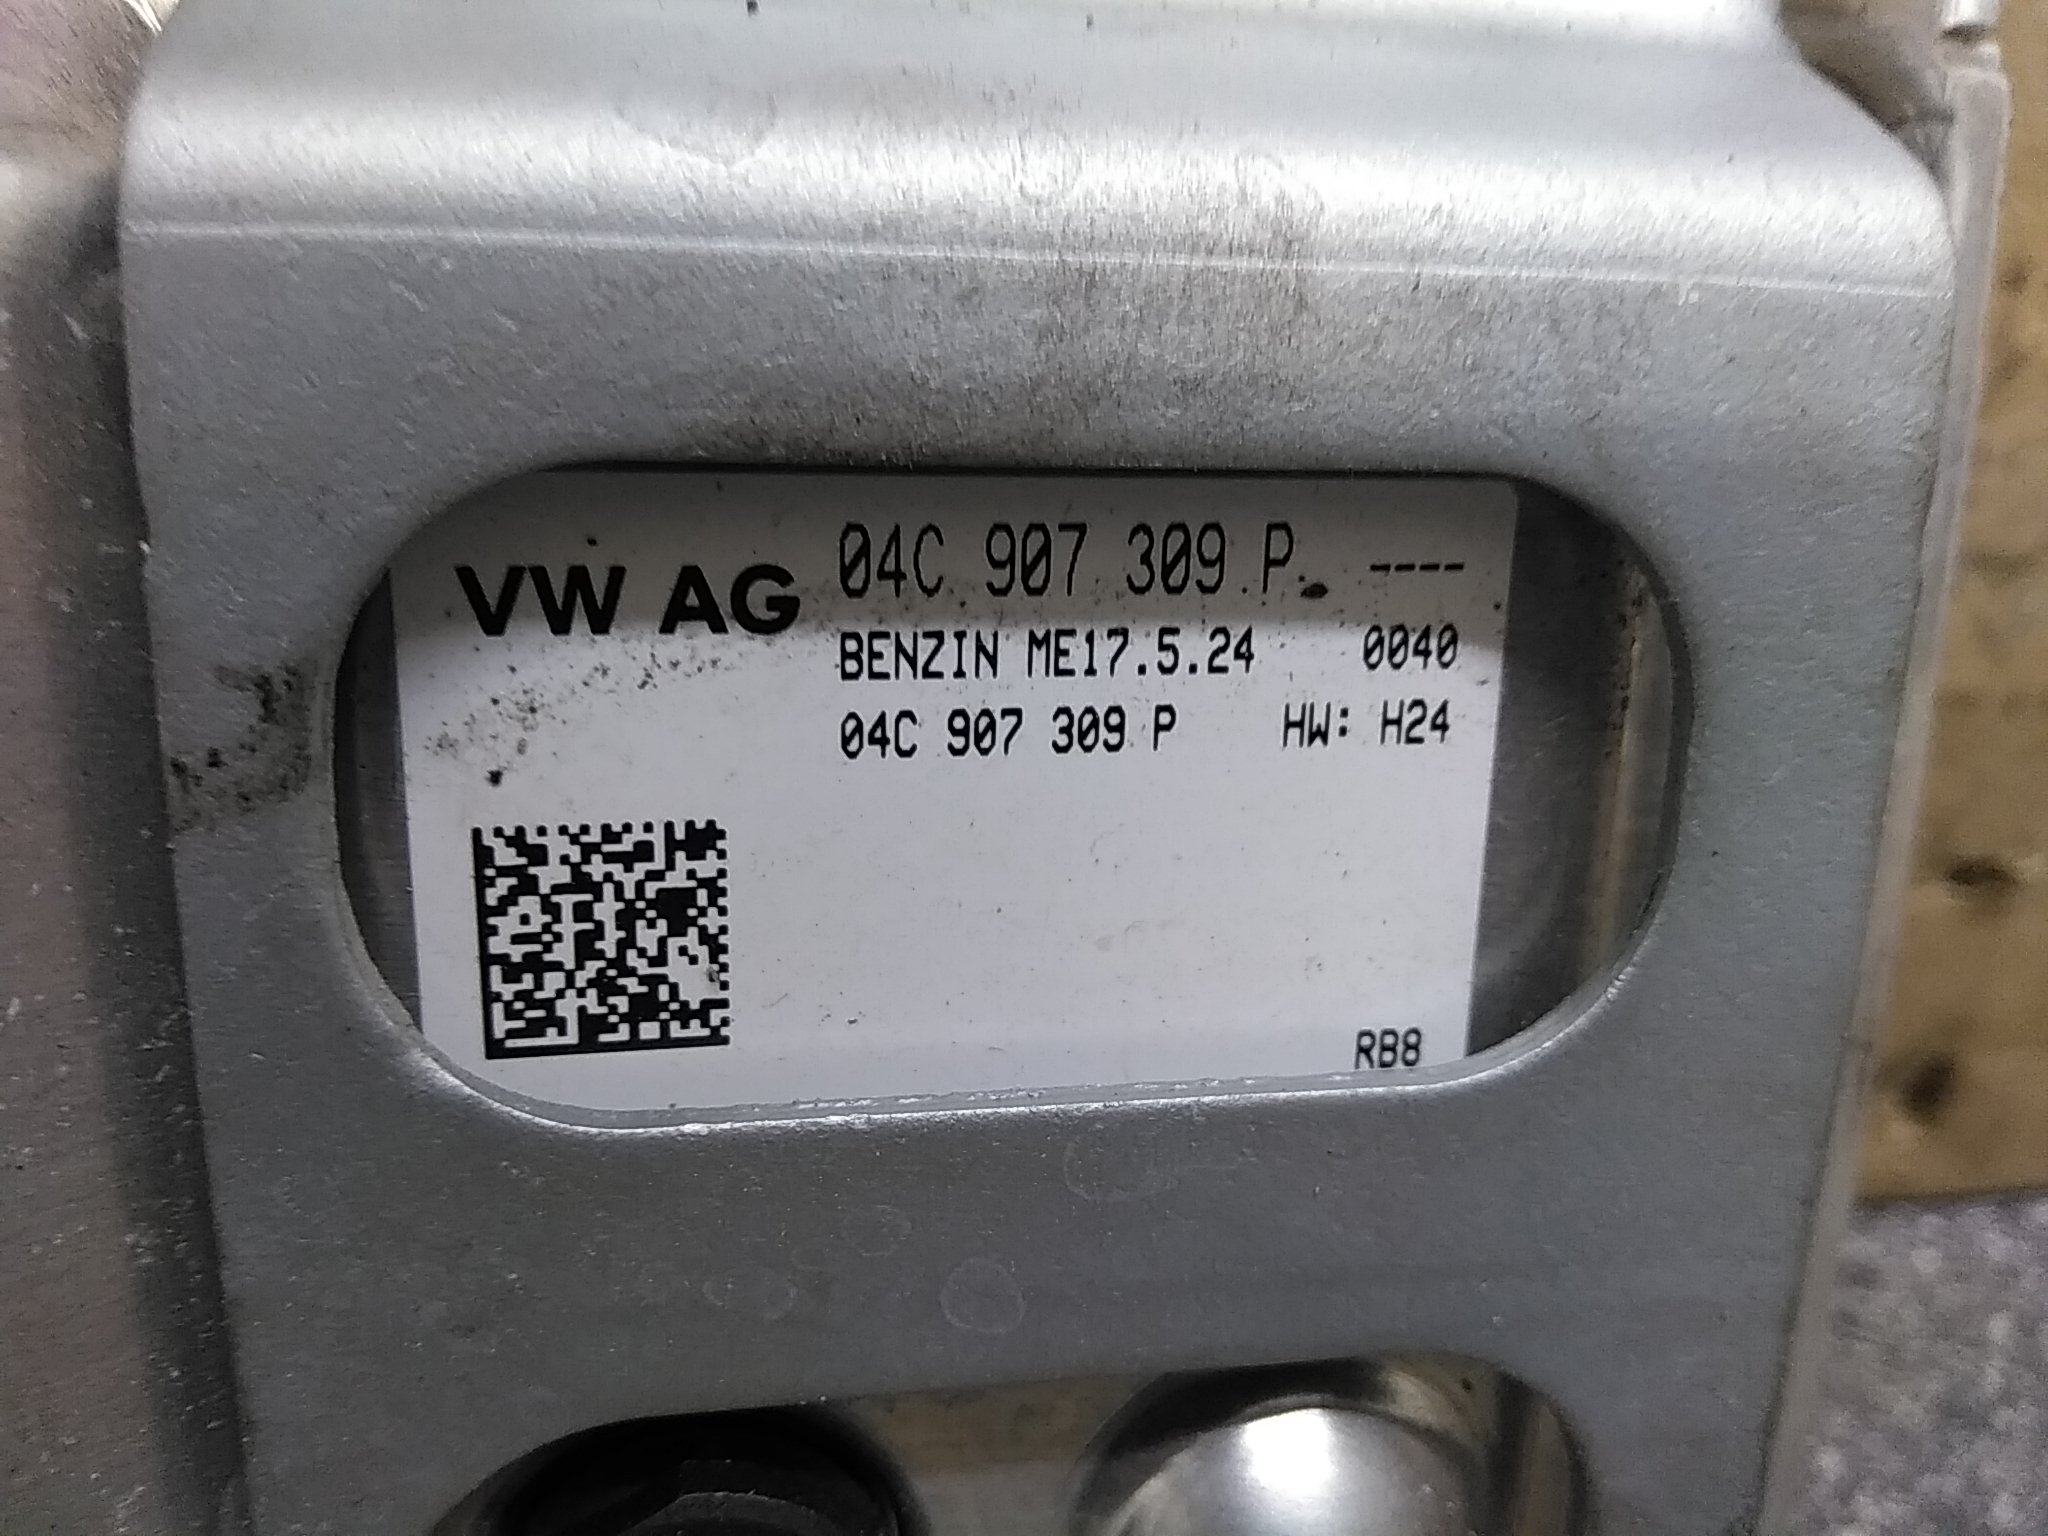 VW AG 04C 907 309 P ----
BENZIN ME17.5.24 0040
04C 907 309 P HW: H24
RB8